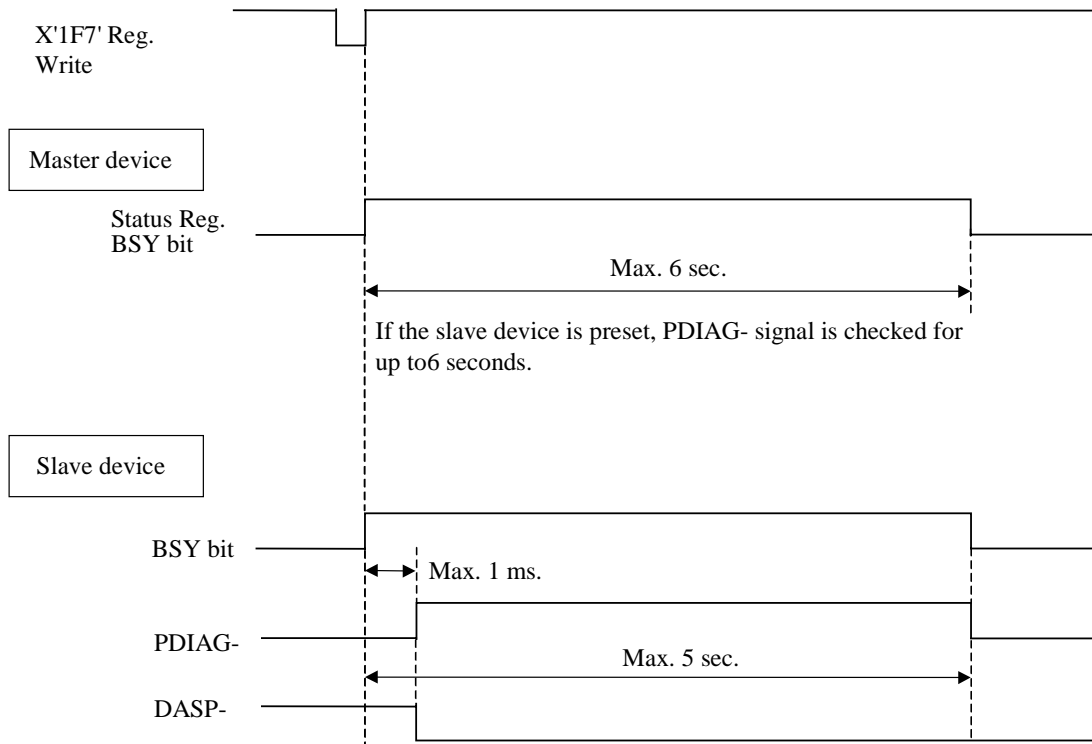 X'1F7' Reg.
Write
Master device
Status Reg.
BSY bit
Max. 6 sec.
If the slave device is preset, PDIAG- signal is checked for
up to6 seconds.
Slave device
BSY bit
Max. 1 ms.
PDIAG-
Max. 5 sec.
DASP-